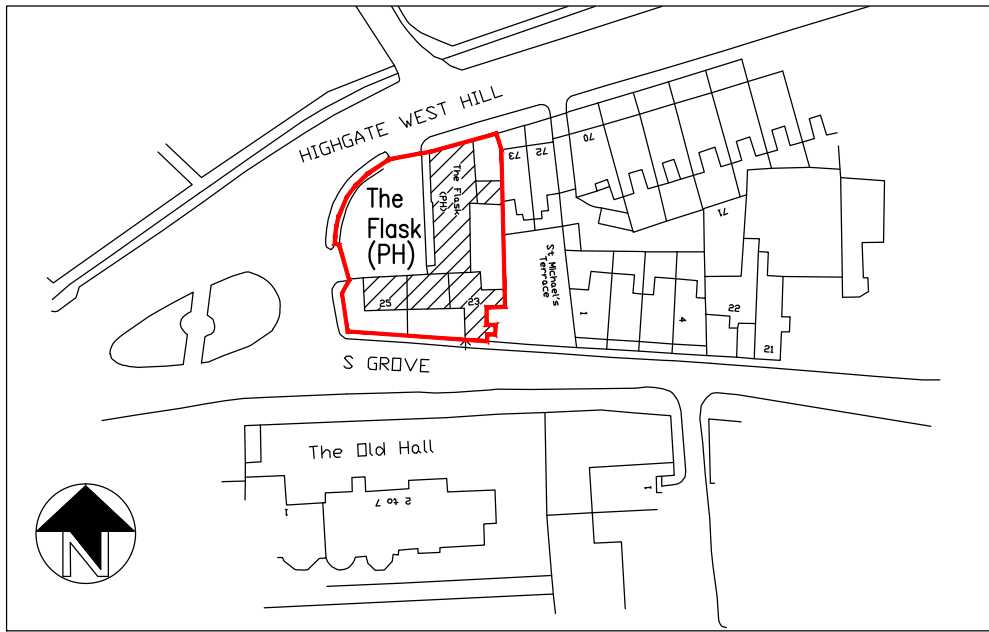 HIGHGATE WEST HILL
70
73
72
The Flask
(PH)
The
Flask
(PH)
71
St Michael's
Terrace
25
23
1
4
22
21
S GROVE
The Old Hall
1
2 to 7
1
N